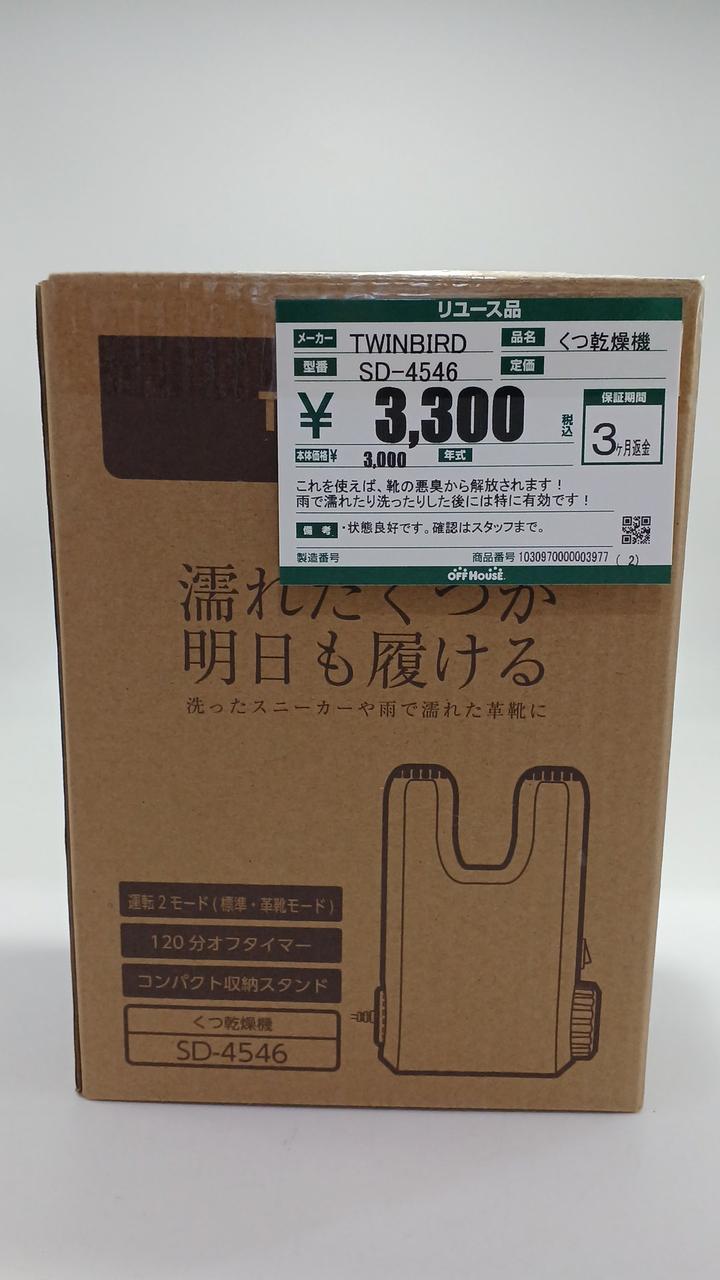 リユース品
メーカー TWINBIRD 品名 くつ乾燥機
型番 SD-4546 定価
¥ 3,300 税込
保証期間
3ヶ月返金
本体価格¥ 3,000 年式
これを使えば、靴の悪臭から解放されます!
雨で濡れたり洗ったりした後には特に有効です!
備考 ・状態良好です。確認はスタッフまで。
製造番号 商品番号 1030970000003977 ( 2)
OFF HOUSE
濡れたくつが
明日も履ける
洗ったスニーカーや雨で濡れた革靴に
運転2モード(標準・革靴モード)
120分オフタイマー
コンパクト収納スタンド
くつ乾燥機
SD-4546